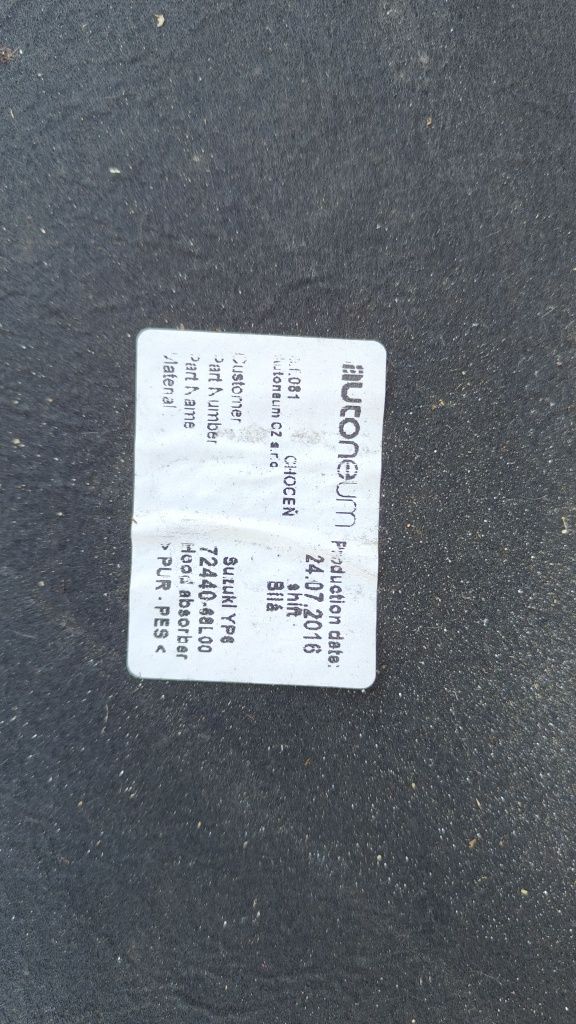 autoneum Production date:
24.07.2016
081 CHOCEŇ shift
Autoneum CZ s.r.o. Bílá
Customer Suzuki YP6
Part Number 72440-68L00
Part Name Hood absorber
Material >PUR . PES<